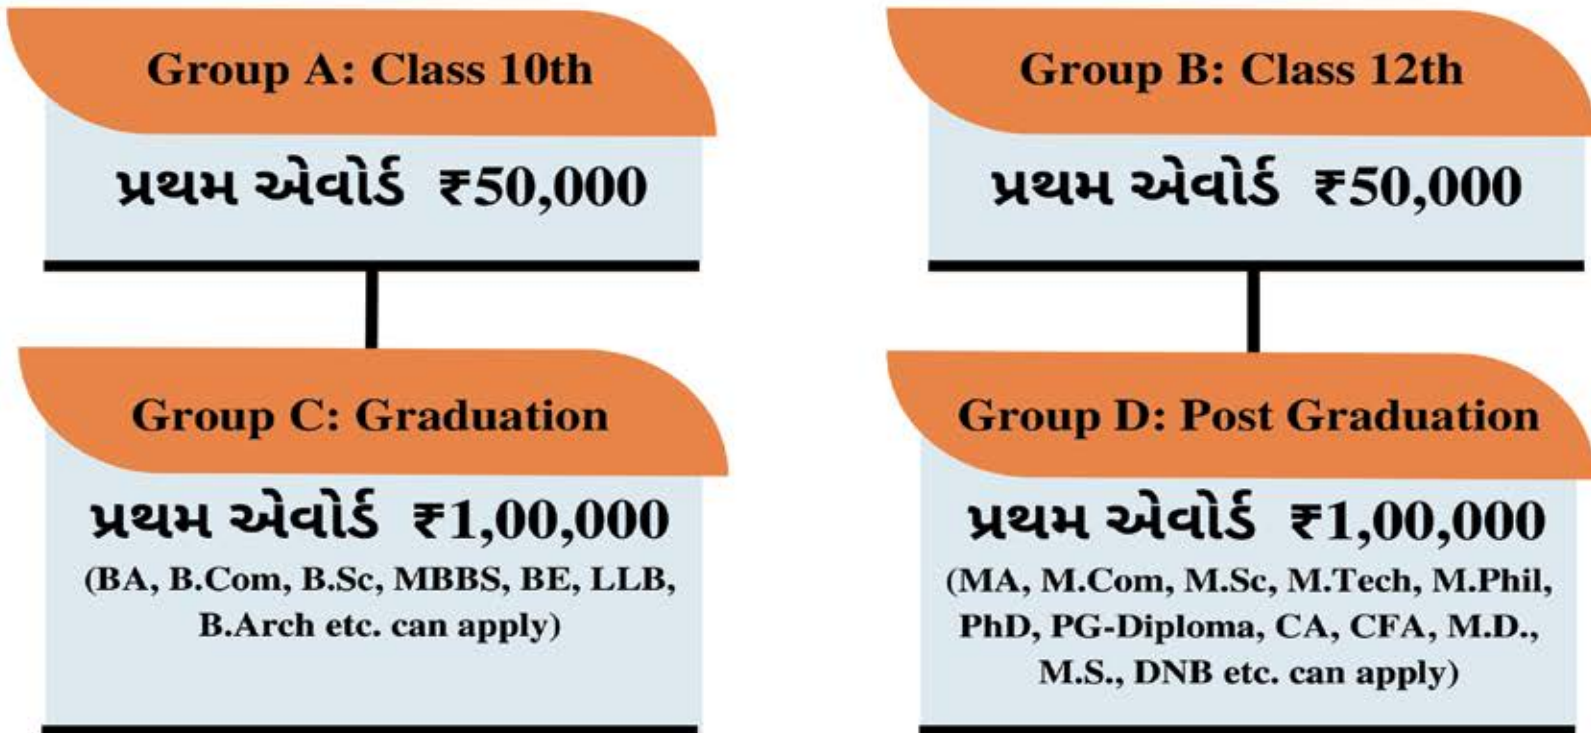 Group A: Class 10th
પ્રથમ એવોર્ડ ₹50,000
Group B: Class 12th
પ્રથમ એવોર્ડ ₹50,000
Group C: Graduation
પ્રથમ એવોર્ડ ₹1,00,000
(BA, B.Com, B.Sc, MBBS, BE, LLB,
B.Arch etc. can apply)
Group D: Post Graduation
પ્રથમ એવોર્ડ ₹1,00,000
(MA, M.Com, M.Sc, M.Tech, M.Phil,
PhD, PG-Diploma, CA, CFA, M.D.,
M.S., DNB etc. can apply)